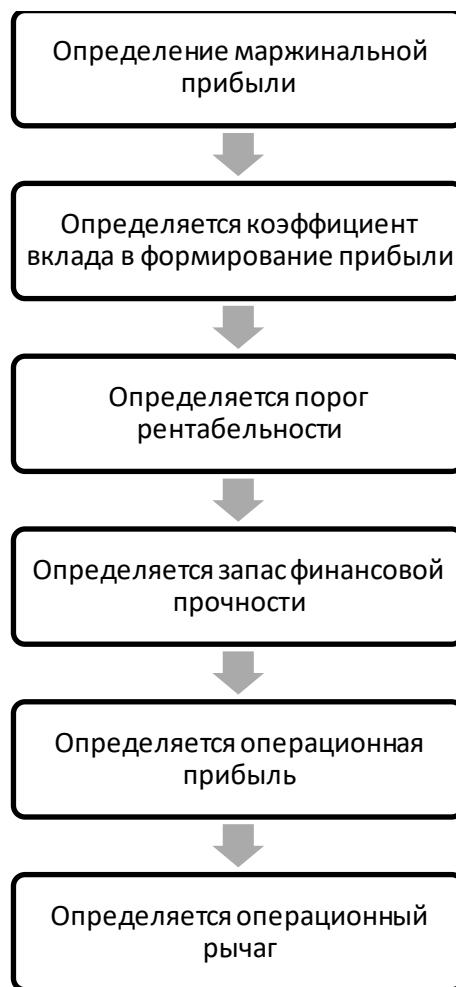 Определение маржинальной
прибыли
Определяется коэффициент
вклада в формирование прибыли
Определяется порог
рентабельности
Определяется запас финансовой
прочности
Определяется операционная
прибыль
Определяется операционный
рычаг